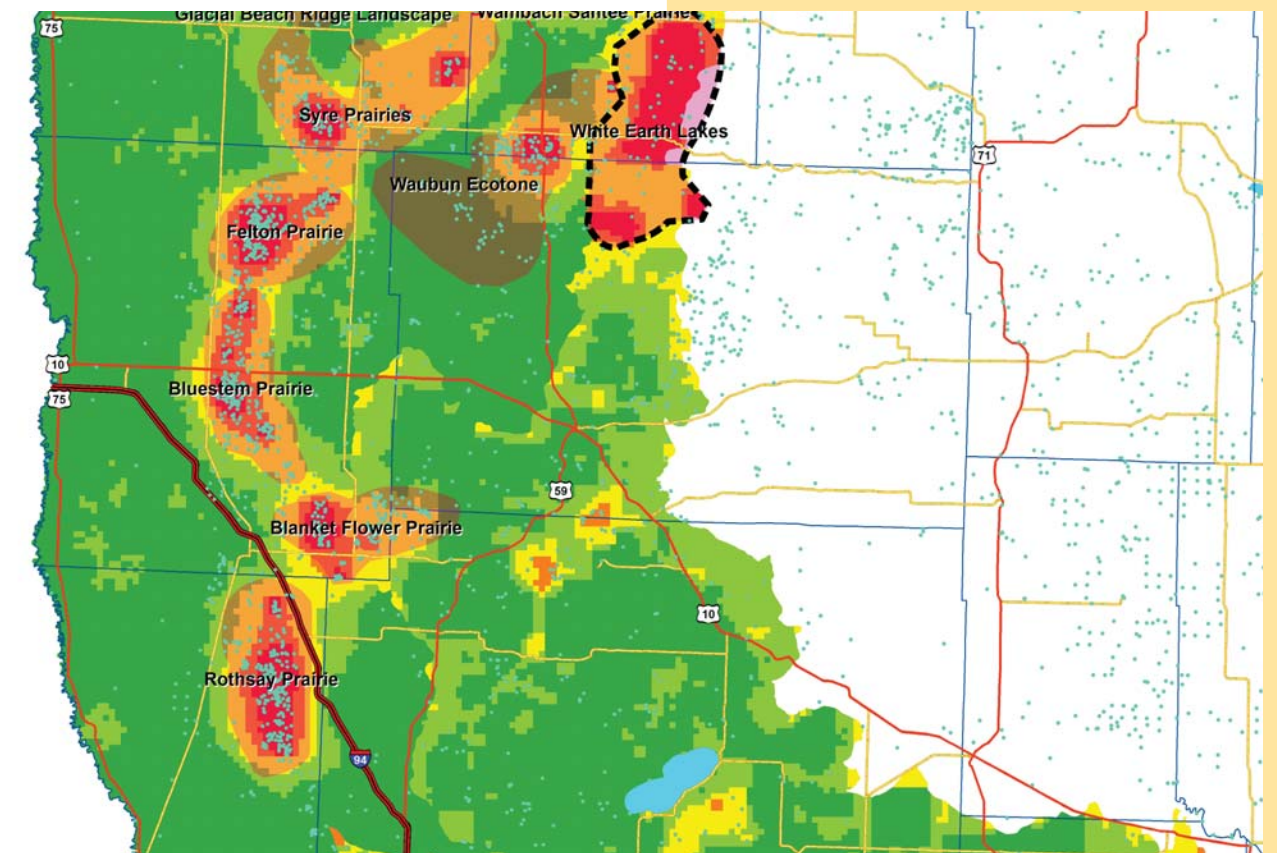 Glacial Beach Ridge Landscape
Wambach Santee Prairie
75
Syre Prairies
White Earth Lakes
71
Waubun Ecotone
Felton Prairie
10
Bluestem Prairie
75
59
Blanket Flower Prairie
10
Rothsay Prairie
94